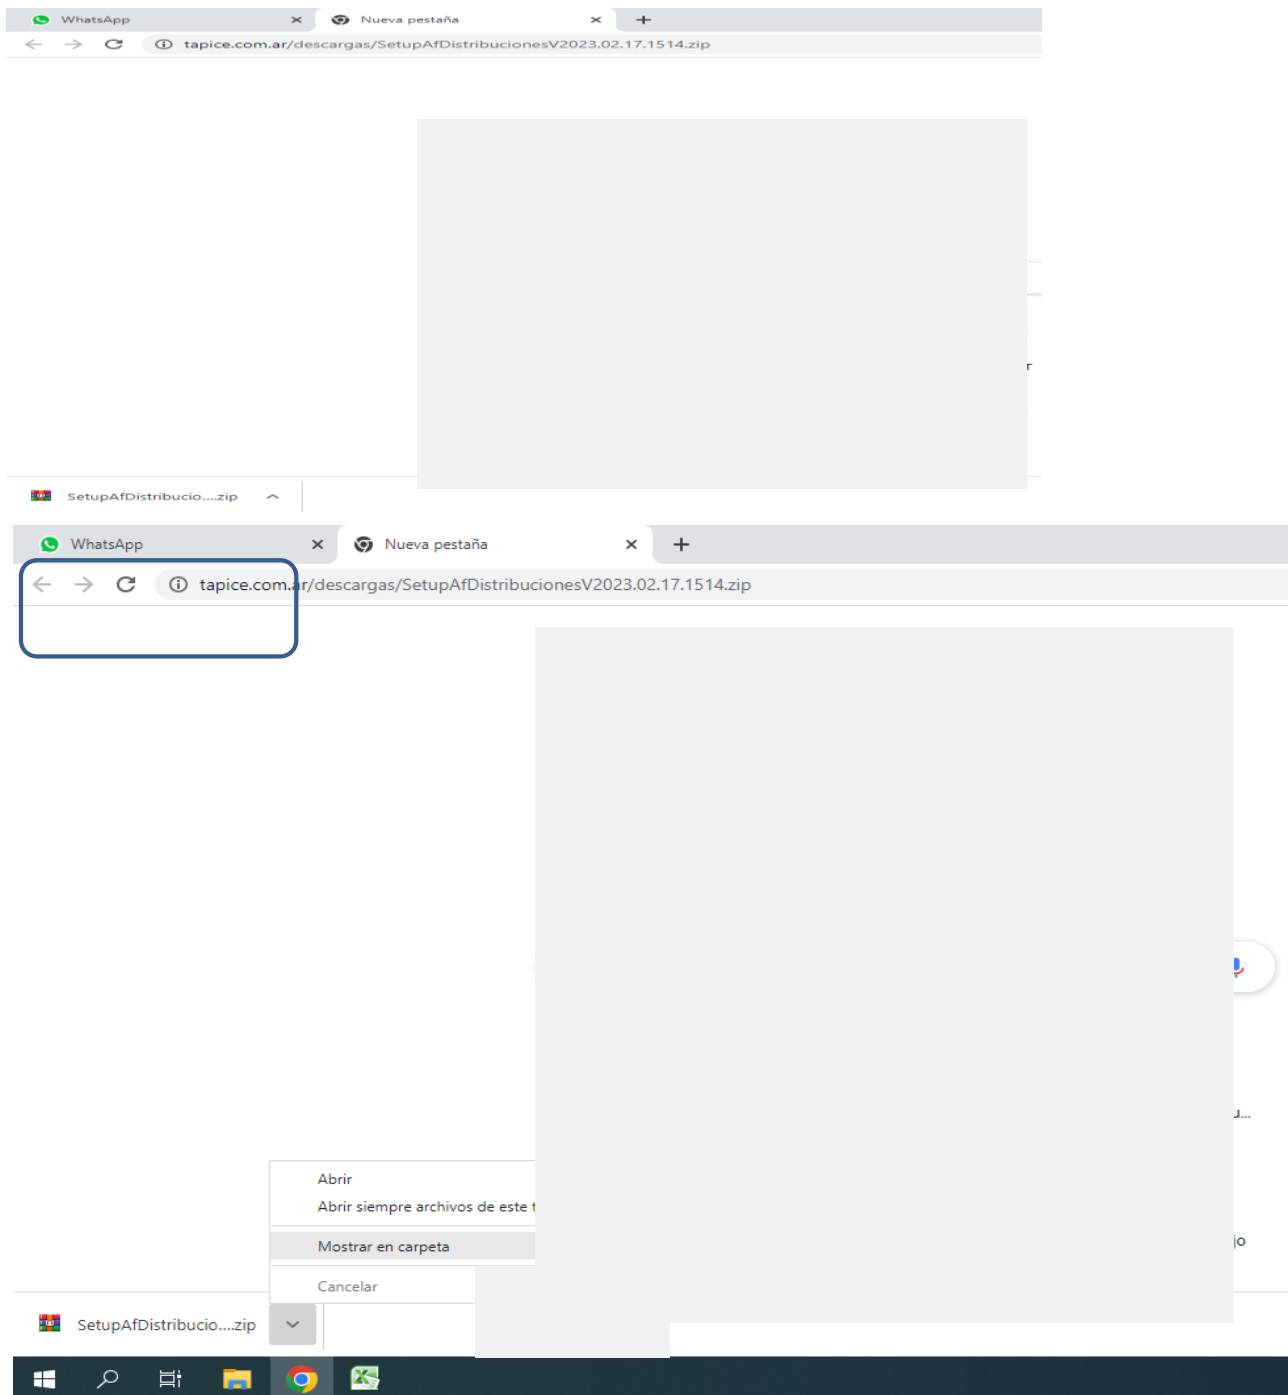 WhatsApp
Nueva pestaña
tapice.com.ar/descargas/SetupAfDistribucionesV2023.02.17.1514.zip
r
SetupAfDistribucio....zip
WhatsApp
Nueva pestaña
tapice.com.ar/descargas/SetupAfDistribucionesV2023.02.17.1514.zip
u...
Abrir
Abrir siempre archivos de este t
Mostrar en carpeta
jo
Cancelar
SetupAfDistribucio....zip